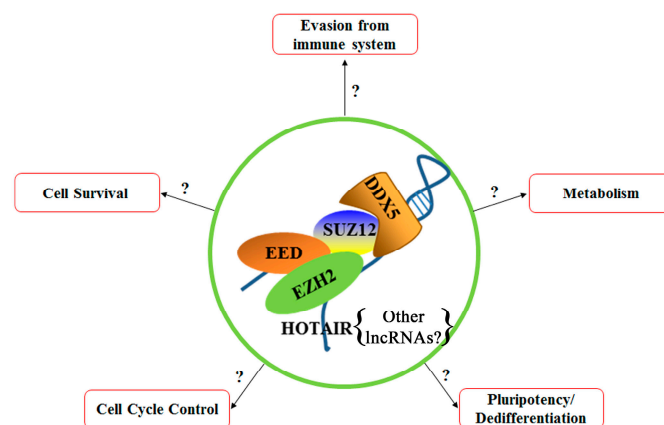 Evasion from
immune system
?
?
Cell Survival
?
Metabolism
DDX5
SUZ12
EED
EZH2
HOTAIR { Other
lncRNAs? }
?
Cell Cycle Control
?
Pluripotency/
Dedifferentiation